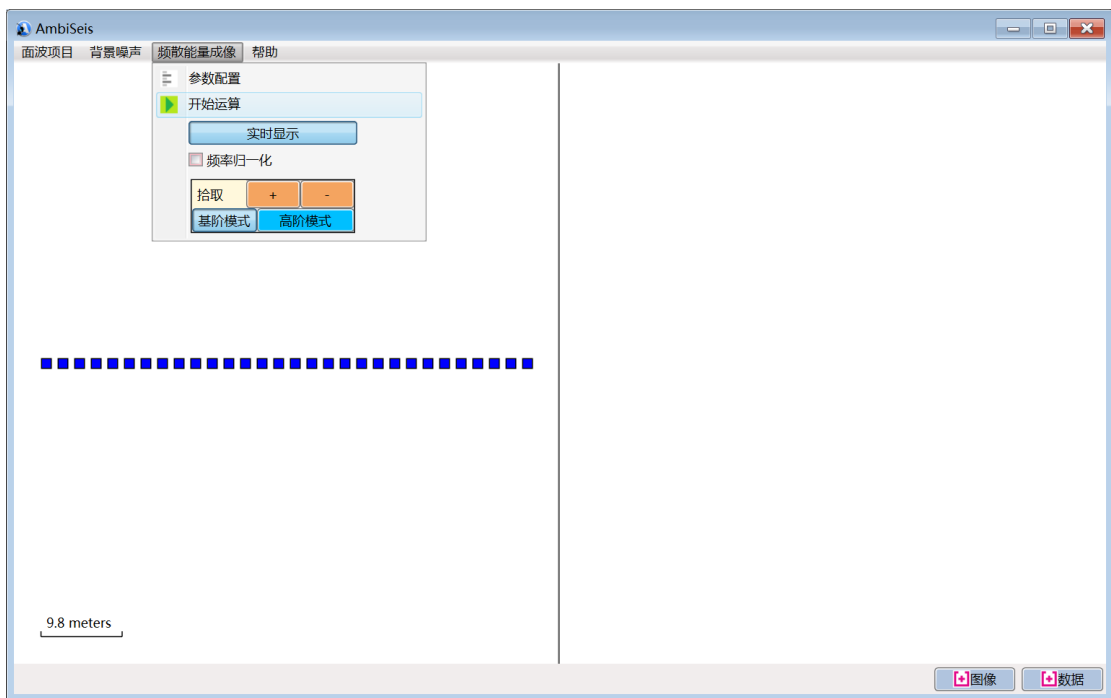 AmbiSeis
面波项目 背景噪声 频散能量成像 帮助
参数配置
开始运算
实时显示
频率归一化
拾取 + -
基阶模式 高阶模式
9.8 meters
图像 数据